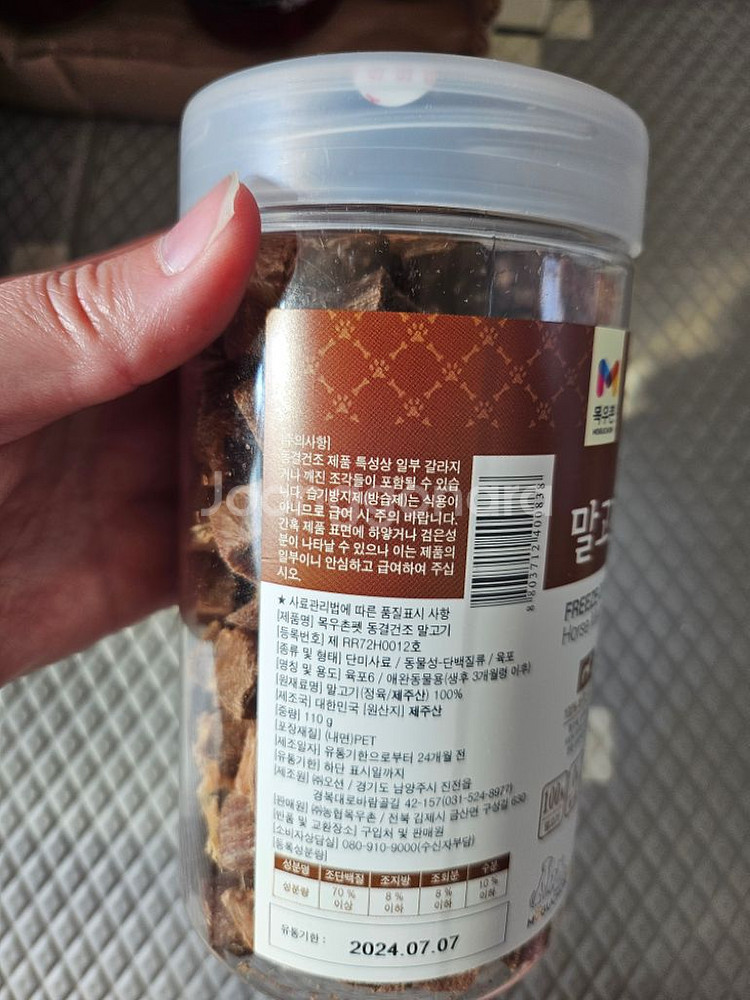 목우촌
[주의사항]
동결건조 제품 특성상 일부 갈라지
거나 깨진 조각들이 포함될 수 있습
니다. 습기방지제(방습제)는 식용이
아니므로 급여 시 주의 바랍니다.
간혹 제품 표면에 하얗거나 검은성
분이 나타날 수 있으나 이는 제품의
일부이니 안심하고 급여하여 주십
시오.
8803712400838
말고
FREEZE
Horse
★ 사료관리법에 따른 품질표시 사항
[제품명] 목우촌펫 동결건조 말고기
[등록번호] 제 RR72H0012호
[종류 및 형태] 단미사료 / 동물성-단백질류 / 육포
[명칭 및 용도] 육포6 / 애완동물용(생후 3개월령 이후)
[원재료명] 말고기(정육/제주산) 100%
[제조국] 대한민국 [원산지] 제주산
[중량] 110 g
[포장재질] (내면)PET
[제조일자] 유통기한으로부터 24개월 전
[유통기한] 하단 표시일까지
[제조원] ㈜오션 / 경기도 남양주시 진전읍
경복대로바람골길 42-157(031-524-8977)
[판매원] ㈜농협목우촌 / 전북 김제시 금산면 구성길 630
[반품 및 교환장소] 구입처 및 판매원
[소비자상담실] 080-910-9000(수신자부담)
[등록성분량]
성분명 조단백질 조지방 조회분 수분
성분량 70 % 이상 8 % 이하 8 % 이하 10 % 이하
유통기한 : 2024.07.07
100%